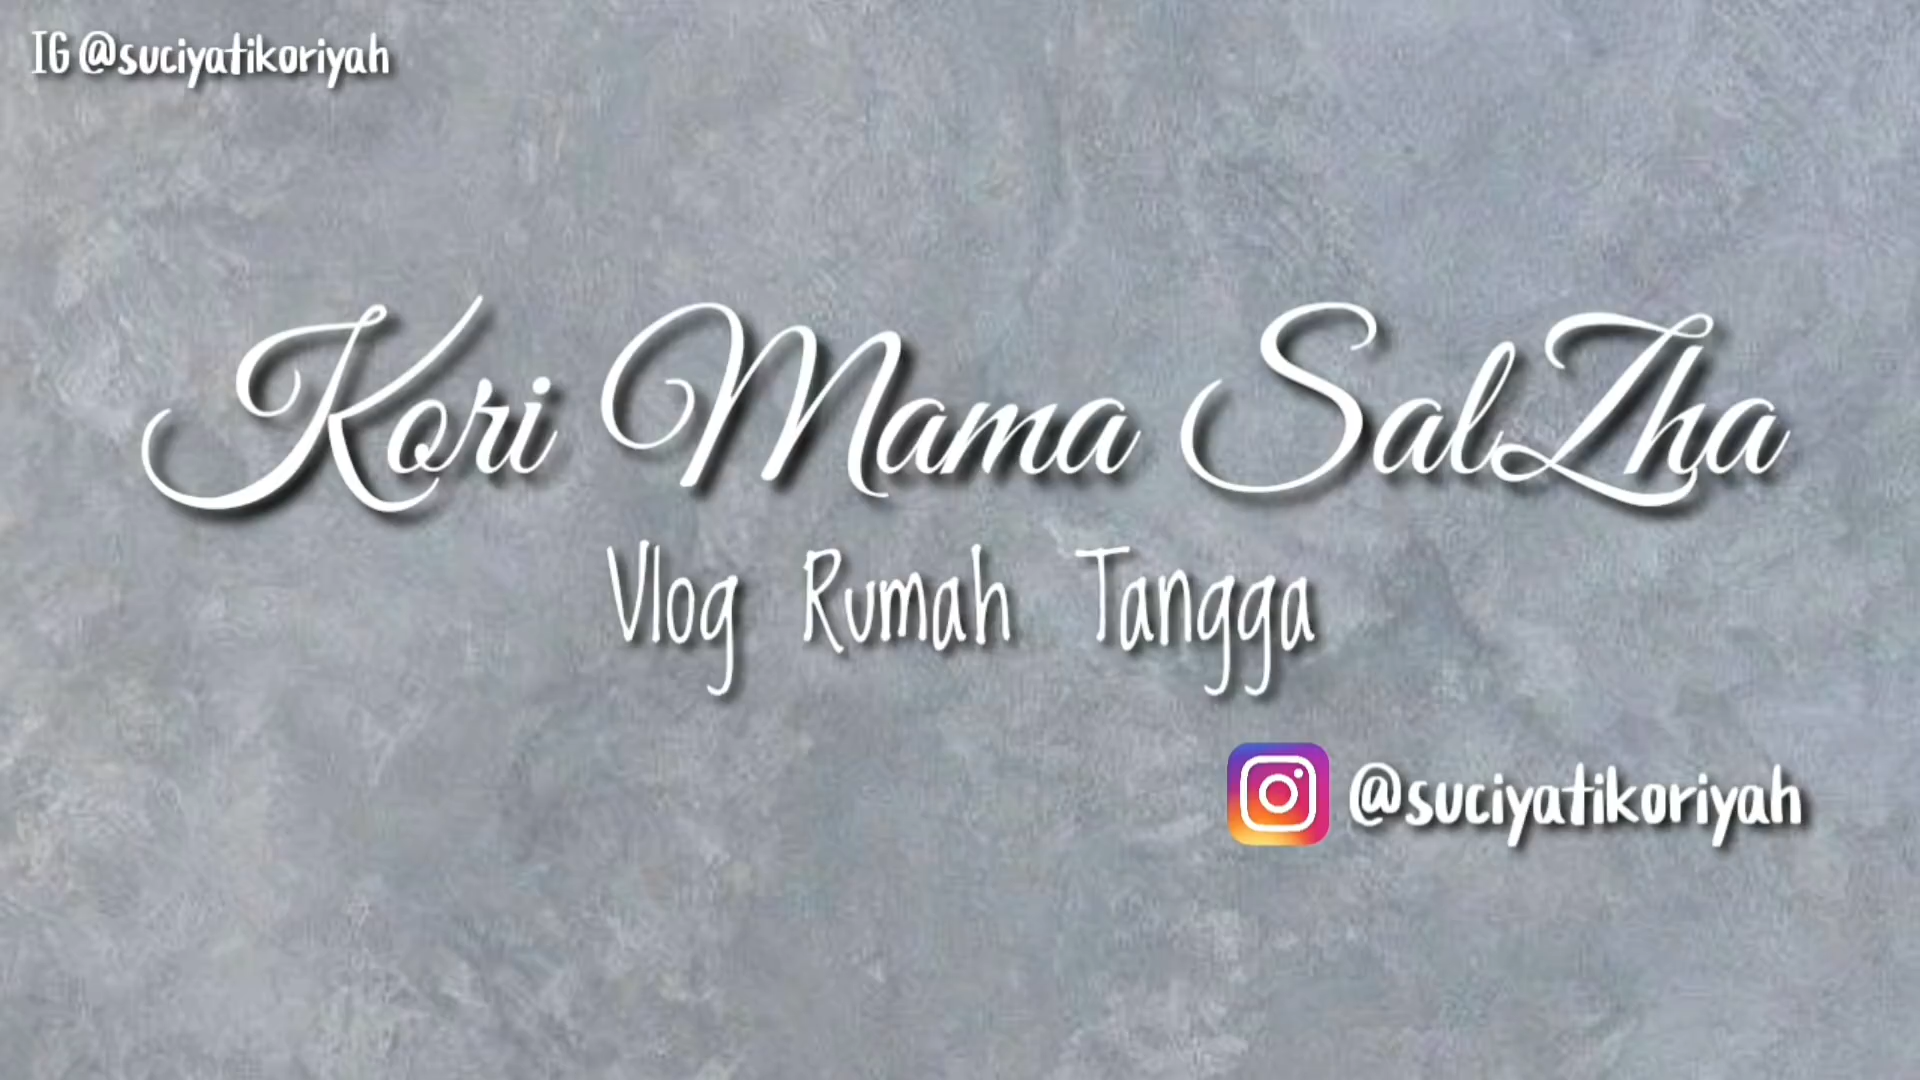 IG @suciyatikoriyah
Kori Mama SalZha
Vlog Rumah Tangga
@suciyatikoriyah